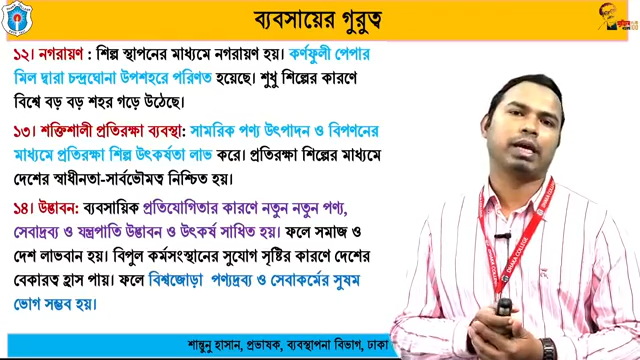 ব্যবসায়ের গুরুত্ব
১২। নগরায়ণ : শিল্প স্থাপনের মাধ্যমে নগরায়ণ হয়। কর্ণফুলী পেপার
মিল দ্বারা চন্দ্রঘোনা উপশহরে পরিণত হয়েছে। শুধু শিল্পের কারণে
বিশ্বে বড় বড় শহর গড়ে উঠেছে।
১৩। শক্তিশালী প্রতিরক্ষা ব্যবস্থা: সামরিক পণ্য উৎপাদন ও বিপণনের
মাধ্যমে প্রতিরক্ষা শিল্প উৎকর্ষতা লাভ করে। প্রতিরক্ষা শিল্পের মাধ্যমে
দেশের স্বাধীনতা-সার্বভৌমত্ব নিশ্চিত হয়।
১৪। উদ্ভাবন: ব্যবসায়িক প্রতিযোগিতার কারণে নতুন নতুন পণ্য,
সেবাদ্রব্য ও যন্ত্রপাতি উদ্ভাবন ও উৎকর্ষ সাধিত হয়। ফলে সমাজ ও
দেশ লাভবান হয়। বিপুল কর্মসংস্থানের সুযোগ সৃষ্টির কারণে দেশের
বেকারত্ব হ্রাস পায়। ফলে বিশ্বজোড়া পণ্যদ্রব্য ও সেবাকর্মের সুষম
ভোগ সম্ভব হয়।
DHAKA COLLEGE
শান্তুনু হাসান, প্রভাষক, ব্যবস্থাপনা বিভাগ, ঢাকা